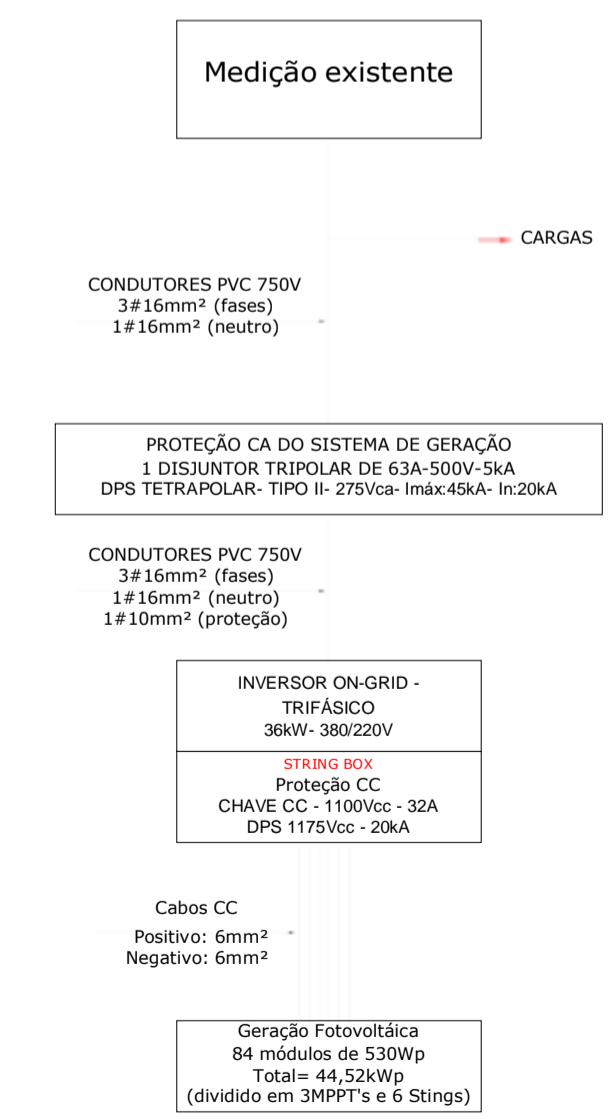 Medição existente
CARGAS
CONDUTORES PVC 750V
3#16mm² (fases)
1#16mm² (neutro)
PROTEÇÃO CA DO SISTEMA DE GERAÇÃO
1 DISJUNTOR TRIPOLAR DE 63A-500V-5kA
DPS TETRAPOLAR- TIPO II- 275Vca- Imáx:45kA- In:20kA
CONDUTORES PVC 750V
3#16mm² (fases)
1#16mm² (neutro)
1#10mm² (proteção)
INVERSOR ON-GRID -
TRIFÁSICO
36kW- 380/220V
STRING BOX
Proteção CC
CHAVE CC - 1100Vcc - 32A
DPS 1175Vcc - 20kA
Cabos CC
Positivo: 6mm²
Negativo: 6mm²
Geração Fotovoltáica
84 módulos de 530Wp
Total= 44,52kWp
(dividido em 3MPPT's e 6 Stings)